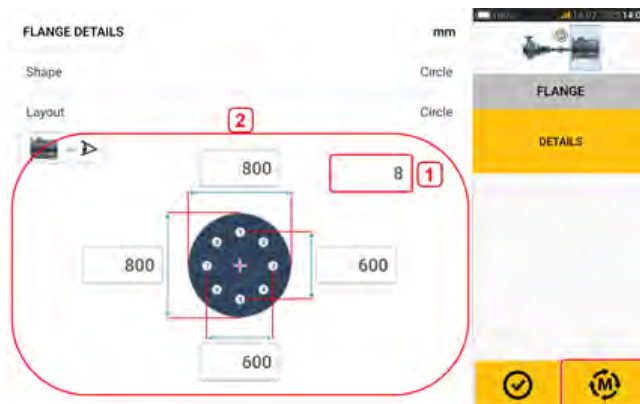 FLANGE DETAILS mm
Shape Circle
Layout Circle
2
800 8 1
800 600
600
FLANGE
DETAILS
M